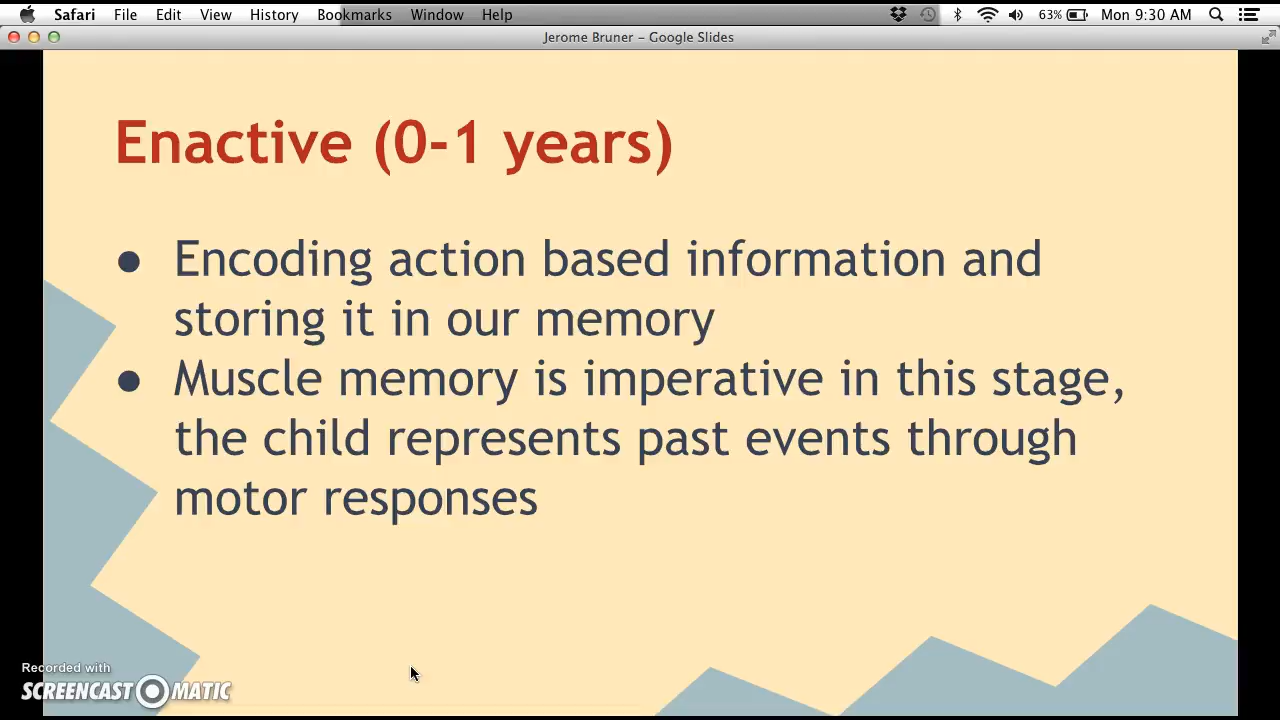 Safari File Edit View History Bookmarks Window Help 63% Mon 9:30 AM
Jerome Bruner – Google Slides
Enactive (0-1 years)
● Encoding action based information and
storing it in our memory
● Muscle memory is imperative in this stage,
the child represents past events through
motor responses
Recorded with
SCREENCAST MATIC